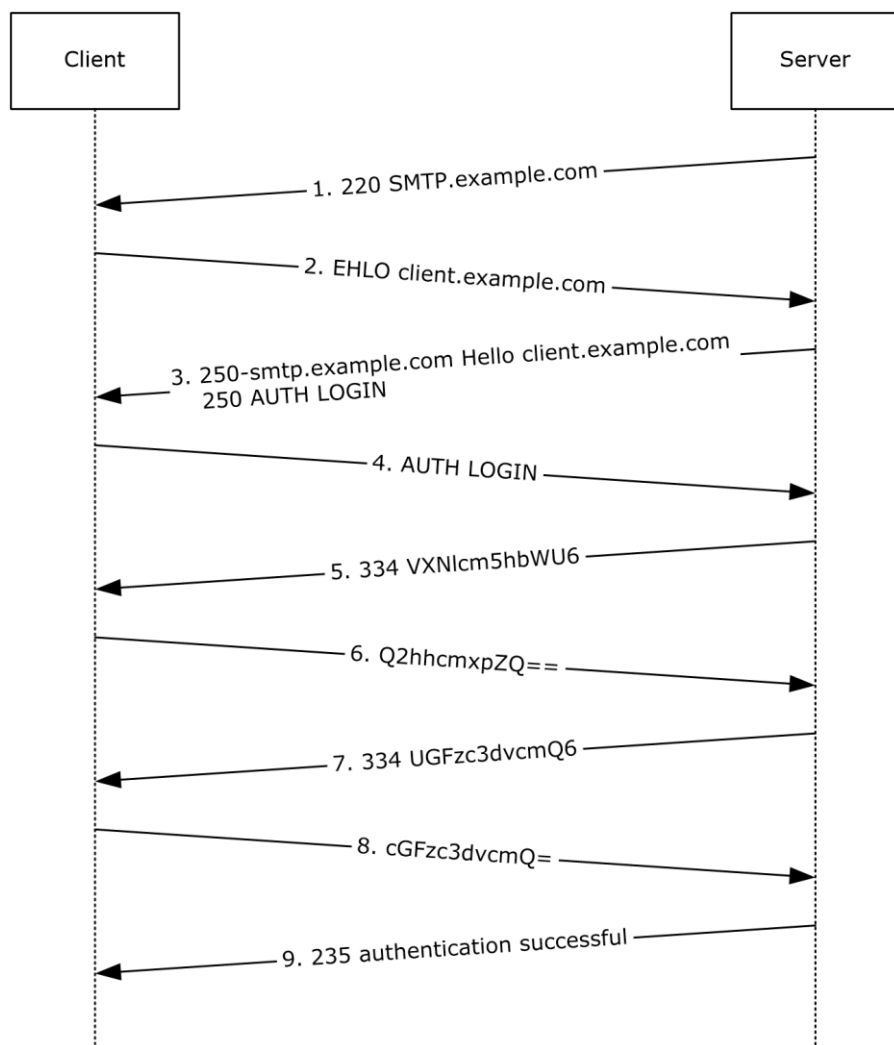 Client
Server
1. 220 SMTP.example.com
2. EHLO client.example.com
3. 250-smtp.example.com Hello client.example.com
250 AUTH LOGIN
4. AUTH LOGIN
5. 334 VXNlcm5hbWU6
6. Q2hhcmxpZQ==
7. 334 UGFzc3dvcmQ6
8. cGFzc3dvcmQ=
9. 235 authentication successful